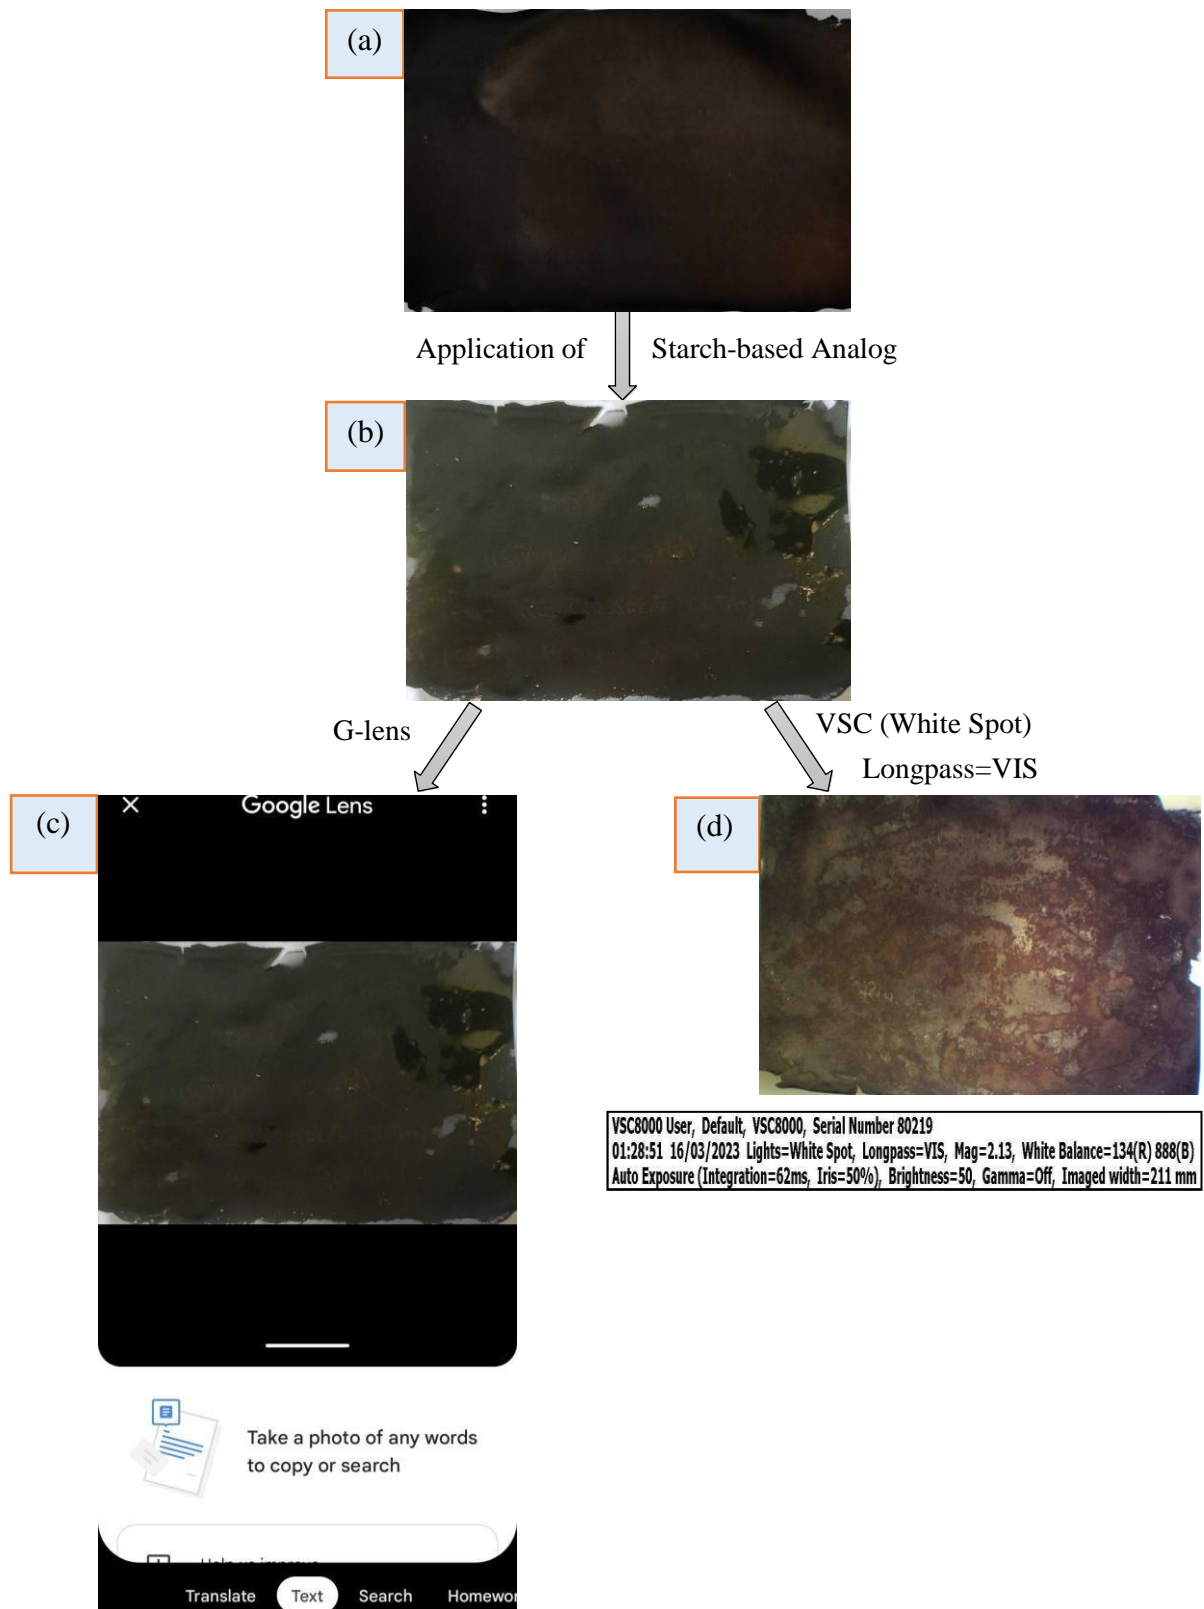 (a)
Application of Starch-based Analog
(b)
G-lens
VSC (White Spot)
Longpass=VIS
(c)
Google Lens
(d)
VSC8000 User, Default, VSC8000, Serial Number 80219
01:28:51 16/03/2023 Lights=White Spot, Longpass=VIS, Mag=2.13, White Balance=134(R) 888(B)
Auto Exposure (Integration=62ms, Iris=50%), Brightness=50, Gamma=Off, Imaged width=211 mm
Take a photo of any words
to copy or search
Translate Text Search Homewor